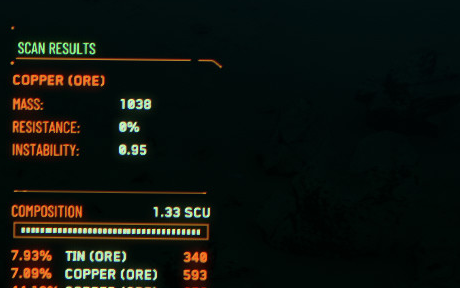 SCAN RESULTS
COPPER (ORE)
MASS: 1038
RESISTANCE: 0%
INSTABILITY: 0.95
COMPOSITION 1.33 SCU
7.93% TIN (ORE) 340
7.09% COPPER (ORE) 593